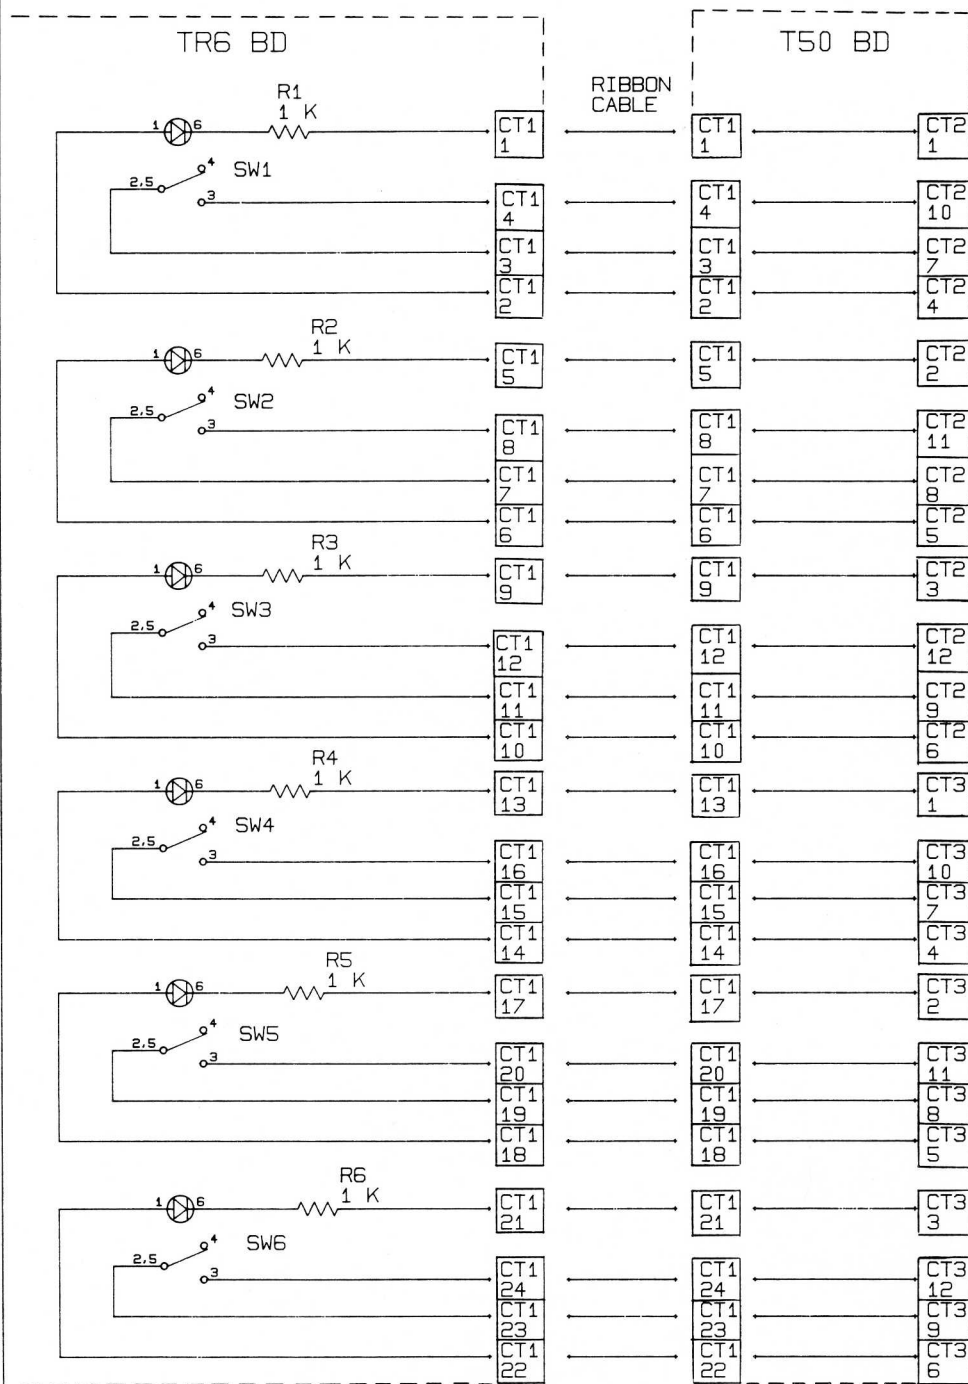 TR6 BD
T50 BD
RIBBON
CABLE
R1
1 K
1
6
CT1
1
CT1
1
CT2
1
SW1
4
2,5
3
CT1
4
CT1
4
CT2
10
CT1
3
CT1
3
CT2
7
CT1
2
CT1
2
CT2
4
R2
1 K
1
6
CT1
5
CT1
5
CT2
2
SW2
4
2,5
3
CT1
8
CT1
8
CT2
11
CT1
7
CT1
7
CT2
8
CT1
6
CT1
6
CT2
5
R3
1 K
1
6
CT1
9
CT1
9
CT2
3
SW3
4
2,5
3
CT1
12
CT1
12
CT2
12
CT1
11
CT1
11
CT2
9
CT1
10
CT1
10
CT2
6
R4
1 K
1
6
CT1
13
CT1
13
CT3
1
SW4
4
2,5
3
CT1
16
CT1
16
CT3
10
CT1
15
CT1
15
CT3
7
CT1
14
CT1
14
CT3
4
R5
1 K
1
6
CT1
17
CT1
17
CT3
2
SW5
4
2,5
3
CT1
20
CT1
20
CT3
11
CT1
19
CT1
19
CT3
8
CT1
18
CT1
18
CT3
5
R6
1 K
1
6
CT1
21
CT1
21
CT3
3
SW6
4
2,5
3
CT1
24
CT1
24
CT3
12
CT1
23
CT1
23
CT3
9
CT1
22
CT1
22
CT3
6